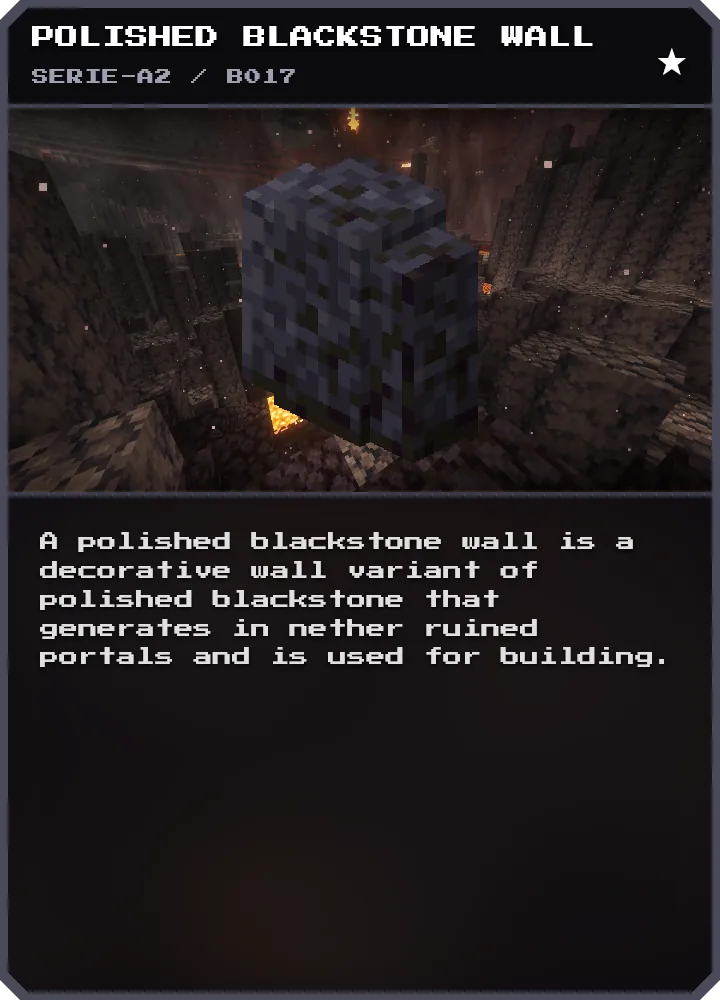 POLISHED BLACKSTONE WALL
SERIE-A2 / B017
A polished blackstone wall is a
decorative wall variant of
polished blackstone that
generates in nether ruined
portals and is used for building.